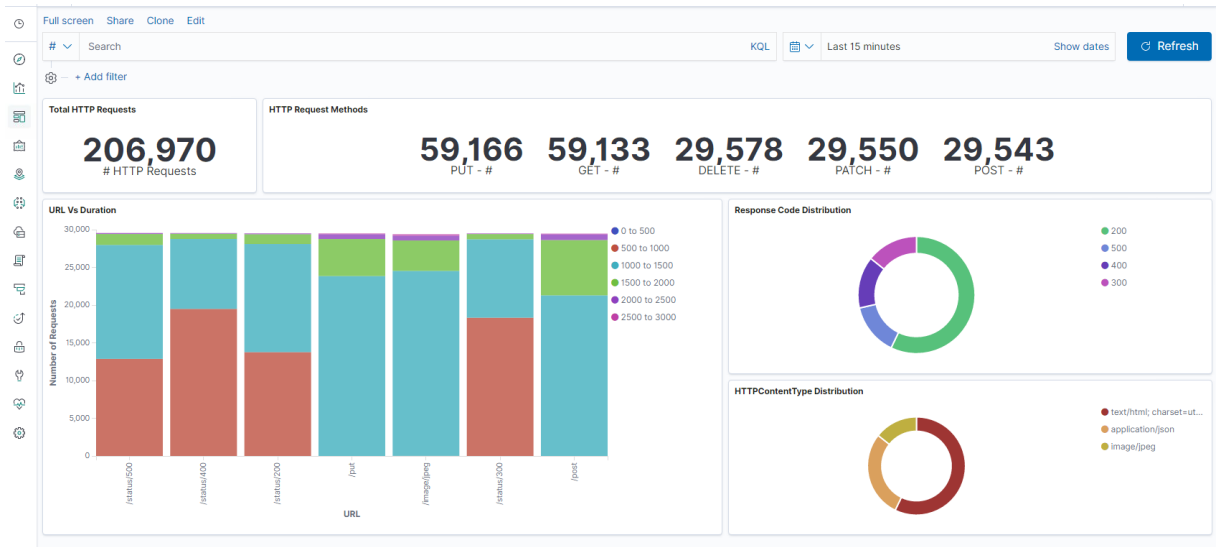 Full screen Share Clone Edit
# Search KQL Last 15 minutes Show dates Refresh
+ Add filter
Total HTTP Requests
206,970
# HTTP Requests
HTTP Request Methods
59,166 59,133 29,578 29,550 29,543
PUT - # GET - # DELETE - # PATCH - # POST - #
URL Vs Duration
30,000
25,000
20,000
15,000
10,000
5,000
0
Number of Requests
/status/500 /status/400 /status/200 /put /image/jpeg /status/300 /post
URL
0 to 500
500 to 1000
1000 to 1500
1500 to 2000
2000 to 2500
2500 to 3000
Response Code Distribution
200
500
400
300
HTTPContentType Distribution
text/html; charset=ut...
application/json
image/jpeg